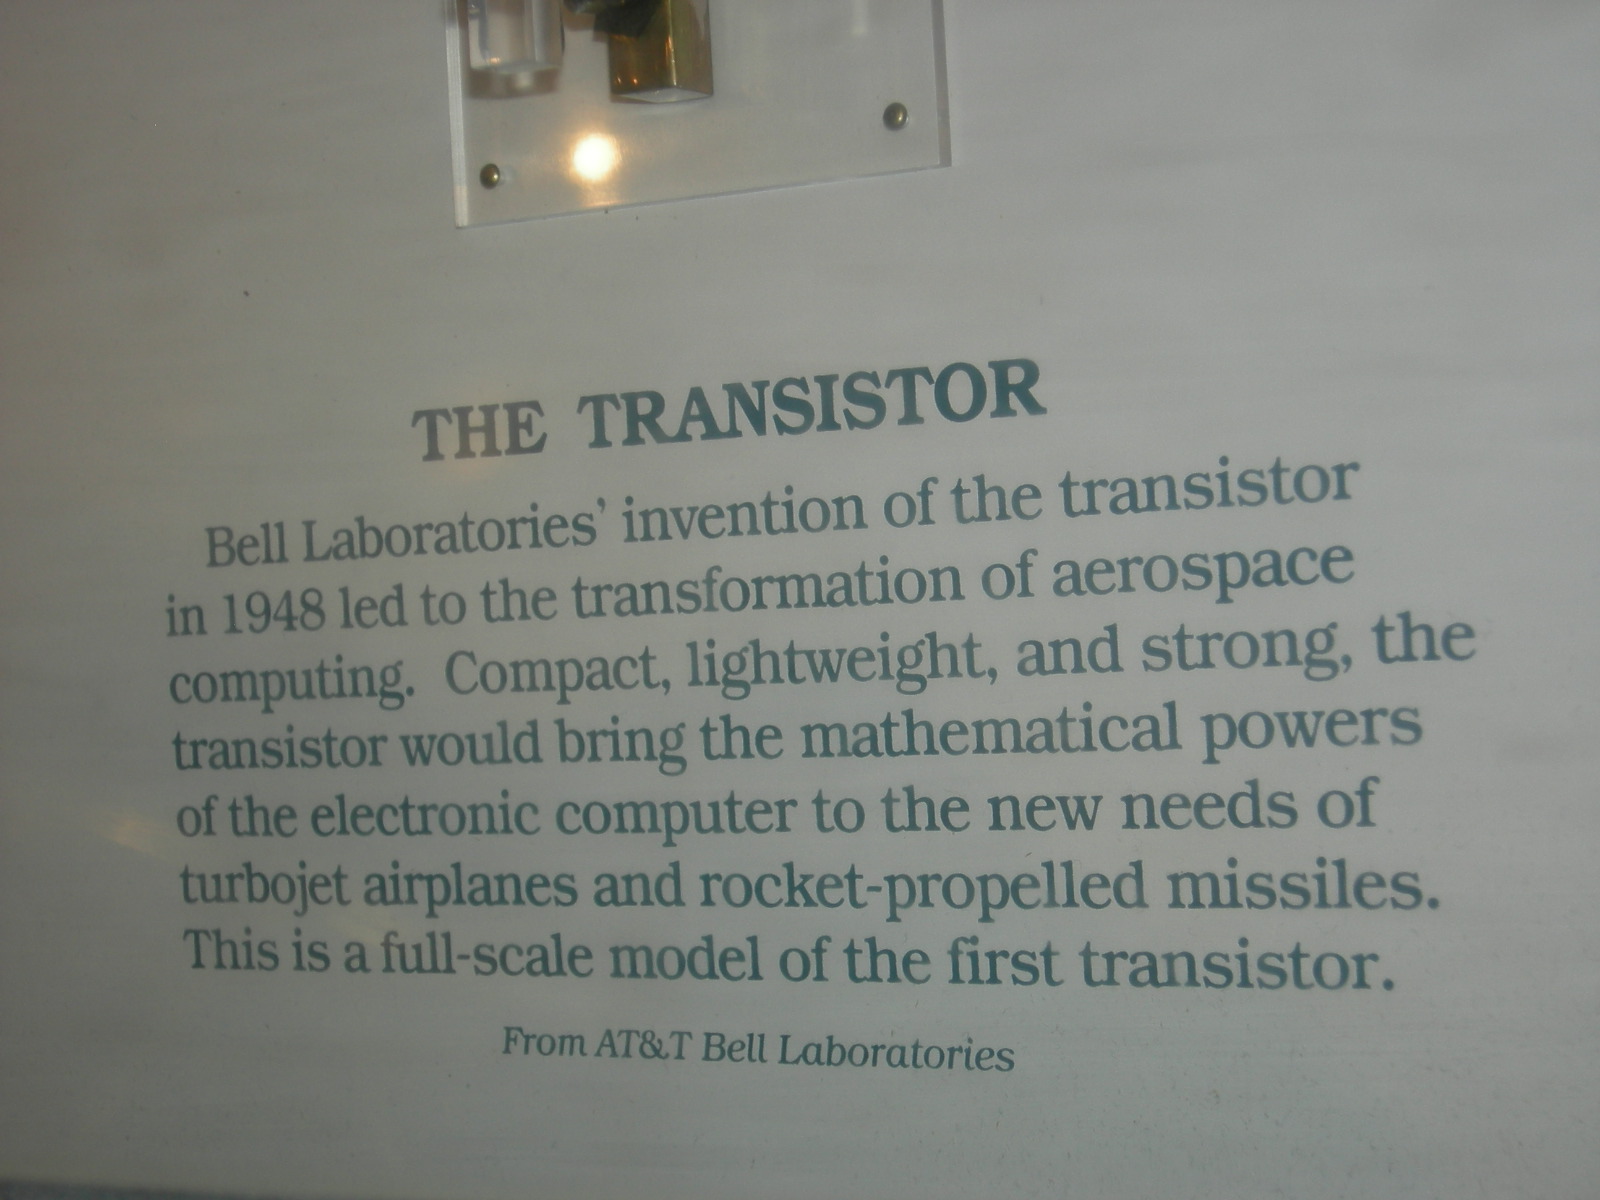 THE TRANSISTOR
Bell Laboratories' invention of the transistor
in 1948 led to the transformation of aerospace
computing. Compact, lightweight, and strong, the
transistor would bring the mathematical powers
of the electronic computer to the new needs of
turbojet airplanes and rocket-propelled missiles.
This is a full-scale model of the first transistor.
From AT&T Bell Laboratories